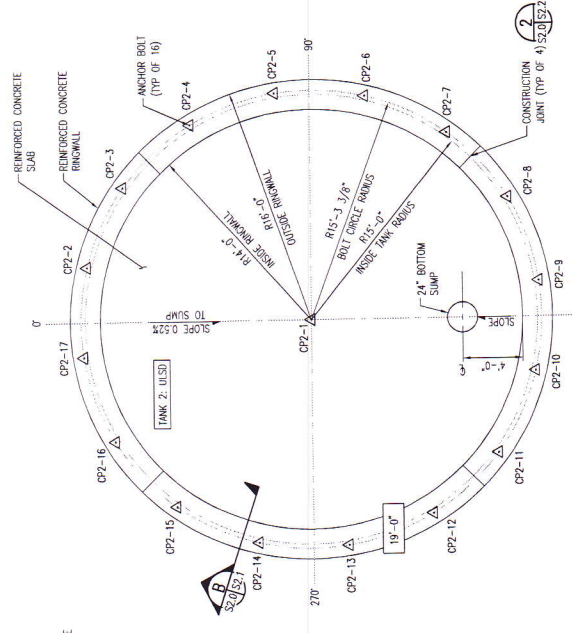 REINFORCED CONCRETE
SLAB
REINFORCED CONCRETE
RINGWALL
ANCHOR BOLT
(TYP OF 16)
0°
CP2-2
CP2-3
CP2-4
CP2-5
90°
CP2-6
CP2-7
CONSTRUCTION
JOINT (TYP OF 4)
2
S2.0 S2.2
CP2-8
CP2-9
CP2-10
CP2-11
CP2-12
CP2-13
270°
CP2-14
CP2-15
CP2-16
CP2-17
B
S2.0 S2.1
TANK 2: ULSD
SLOPE 0.52%
TO SUMP
CP2-1
R14'-0"
INSIDE RINGWALL
R16'-0"
OUTSIDE RINGWALL
R15'-3 3/8"
BOLT CIRCLE RADIUS
R15'-0"
INSIDE TANK RADIUS
24" BOTTOM
SUMP
SLOPE
4'-0"
19'-0"